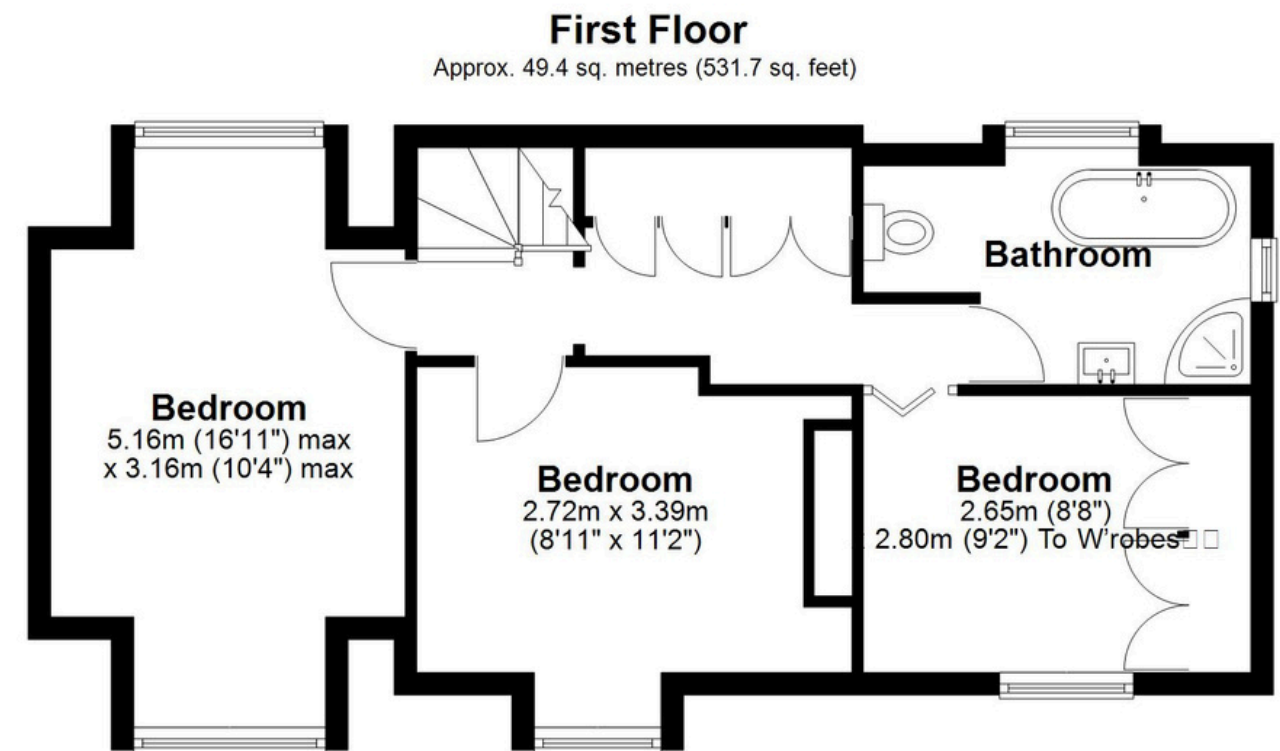 First Floor
Approx. 49.4 sq. metres (531.7 sq. feet)
Bathroom
Bedroom
5.16m (16'11") max
x 3.16m (10'4") max
Bedroom
2.72m x 3.39m
(8'11" x 11'2")
Bedroom
2.65m (8'8")
x 2.80m (9'2") To W'robes